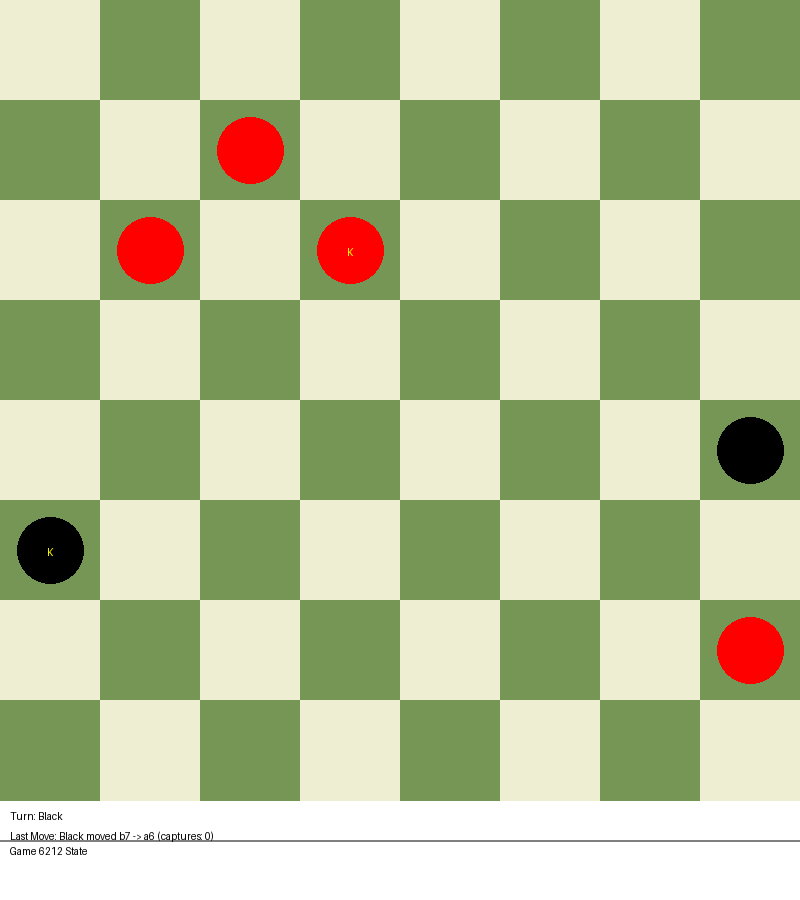 K
K
Turn: Black
Last Move: Black moved b7 -> a6 (captures: 0)
Game 6212 State